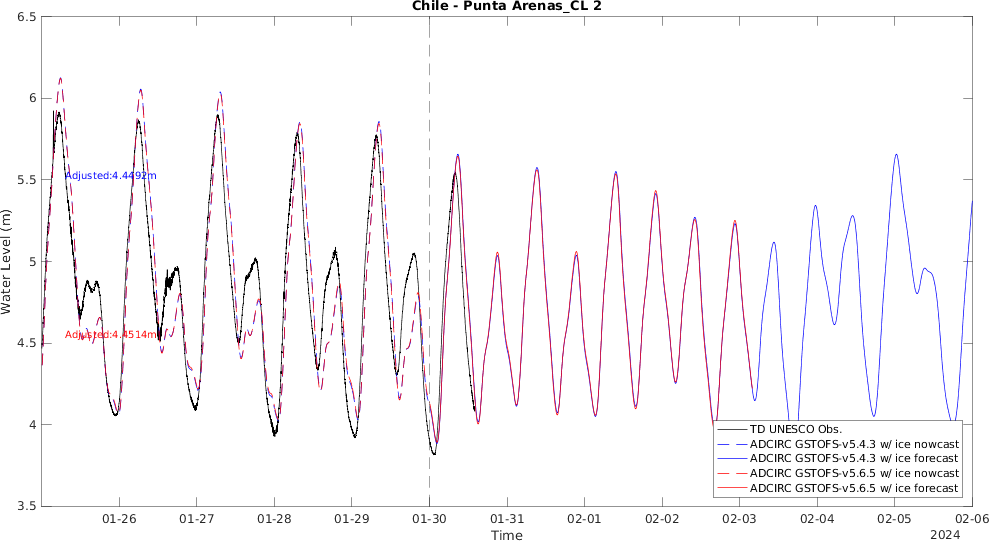 Chile - Punta Arenas_CL 2
6.5
6
5.5
5
4.5
4
3.5
Water Level (m)
Adjusted:4.4492m
Adjusted:4.4514m
TD UNESCO Obs.
ADCIRC GSTOFS-v5.4.3 w/ ice nowcast
ADCIRC GSTOFS-v5.4.3 w/ ice forecast
ADCIRC GSTOFS-v5.6.5 w/ ice nowcast
ADCIRC GSTOFS-v5.6.5 w/ ice forecast
01-26 01-27 01-28 01-29 01-30 01-31 02-01 02-02 02-03 02-04 02-05 02-06
Time
2024